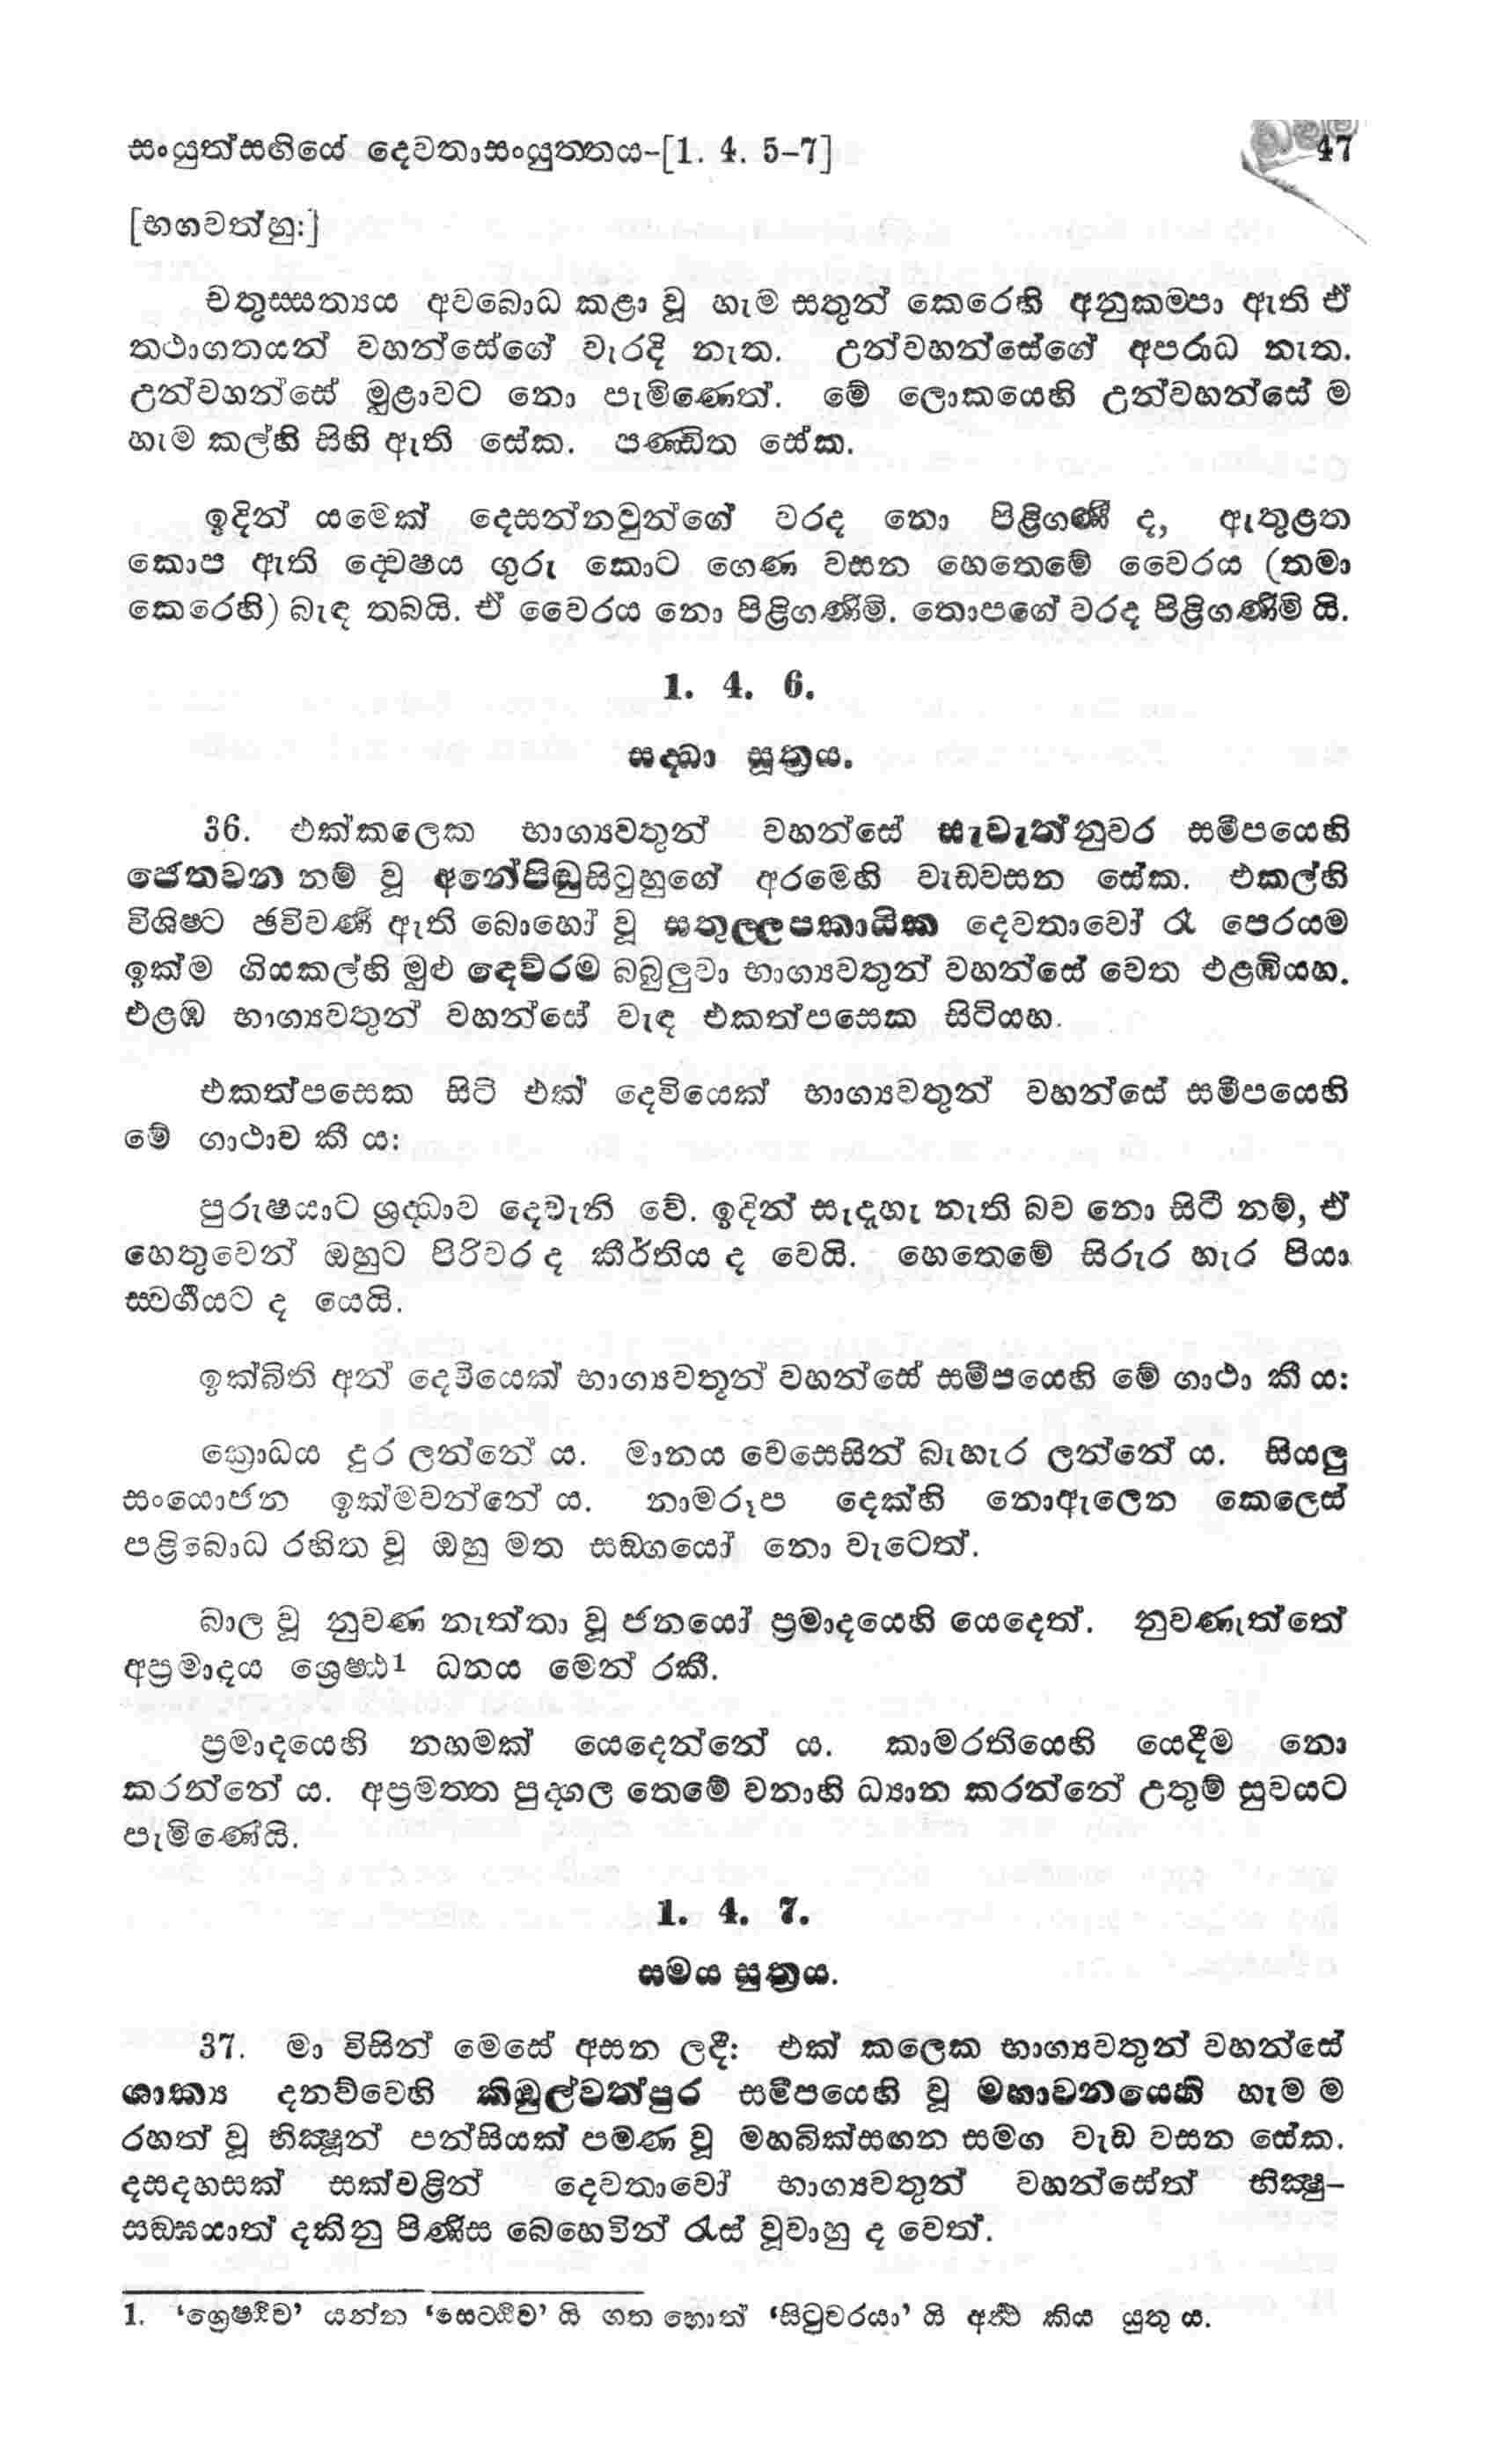 සංයුත්සඟියේ දෙවතාසංයුත්තය-[1. 4. 5-7] 47
[භගවත්හු:]
චතුස්සත්‍යය අවබොධ කළා වූ හැම සතුන් කෙරෙහි අනුකම්පා ඇති ඒ
තථාගතයන් වහන්සේගේ වැරදි නැත. උන්වහන්සේගේ අපරාධ නැත.
උන්වහන්සේ මුළාවට නො පැමිණෙත්. මේ ලොකයෙහි උන්වහන්සේ ම
හැම කල්හි සිහි ඇති සේක. පණ්ඩිත සේක.
ඉදින් යමෙක් දෙසන්නවුන්ගේ වරද නො පිළිගණී ද, ඇතුළත
කොප ඇති ද්වෙෂය ගුරු කොට ගෙණ වසන හෙතෙමේ වෛරය (තමා
කෙරෙහි) බැඳ තබයි. ඒ වෛරය නො පිළිගණිමි. තොපගේ වරද පිළිගණිමි යි.
1. 4. 6.
සද්ධා සූත්‍රය.
36. එක්කලෙක භාග්‍යවතුන් වහන්සේ සැවැත්නුවර සමීපයෙහි
ජෙතවන නම් වූ අනේපිඬුසිටුහුගේ අරමෙහි වැඩවසන සේක. එකල්හි
විශිෂ්ට ඡවිවර්ණ ඇති බොහෝ වූ සතුල්ලපකායික දෙවතාවෝ රෑ පෙරයම
ඉක්ම ගියකල්හි මුළු දෙව්රම බබුලුවා භාග්‍යවතුන් වහන්සේ වෙත එළඹියහ.
එළඹ භාග්‍යවතුන් වහන්සේ වැඳ එකත්පසෙක සිටියහ.
එකත්පසෙක සිටි එක් දෙවියෙක් භාග්‍යවතුන් වහන්සේ සමීපයෙහි
මේ ගාථාව කී ය:
පුරුෂයාට ශ්‍රද්ධාව දෙවැනි වේ. ඉදින් සැදැහැ නැති බව නො සිටී නම්, ඒ
හෙතුවෙන් ඔහුට පිරිවර ද කීර්තිය ද වෙයි. හෙතෙමේ සිරුර හැර පියා
ස්වර්ගයට ද යෙයි.
ඉක්බිති අන් දෙවියෙක් භාග්‍යවතූන් වහන්සේ සමීපයෙහි මේ ගාථා කී ය:
ක්‍රොධය දුර ලන්නේ ය. මානය වෙසෙසින් බැහැර ලන්නේ ය. සියලු
සංයොජන ඉක්මවන්නේ ය. නාමරූප දෙක්හි නොඇලෙන කෙලෙස්
පළිබොධ රහිත වූ ඔහු මත සඞ්ගයෝ නො වැටෙත්.
බාල වූ නුවණ නැත්තා වූ ජනයෝ ප්‍රමාදයෙහි යෙදෙත්. නුවණැත්තේ
අප්‍රමාදය ශ්‍රෙෂ්ඨ1 ධනය මෙන් රකී.
ප්‍රමාදයෙහි නහමක් යෙදෙන්නේ ය. කාමරතියෙහි යෙදීම නො
කරන්නේ ය. අප්‍රමත්ත පුද්ගල තෙමේ වනාහි ධ්‍යාන කරන්නේ උතුම් සුවයට
පැමිණේයි.
1. 4. 7.
සමය සූත්‍රය.
37. මා විසින් මෙසේ අසන ලදී: එක් කලෙක භාග්‍යවතුන් වහන්සේ
ශාක්‍ය දනව්වෙහි කිඹුල්වත්පුර සමීපයෙහි වූ මහාවනයෙහි හැම ම
රහත් වූ භික්ෂූන් පන්සියක් පමණ වූ මහබික්සඟන සමග වැඩ වසන සේක.
දසදහසක් සක්වළින් දෙවතාවෝ භාග්‍යවතුන් වහන්සේත් භික්ෂු-
සඞ්ඝයාත් දකිනු පිණිස බෙහෙවින් රැස් වූවාහු ද වෙත්.
1. ‘ශ්‍රෙෂ්ඨීව’ යන්න ‘සෙට්ඨීව’ යි ගත හොත් ‘සිටුවරයා’ යි අර්ථ කිය යුතු ය.